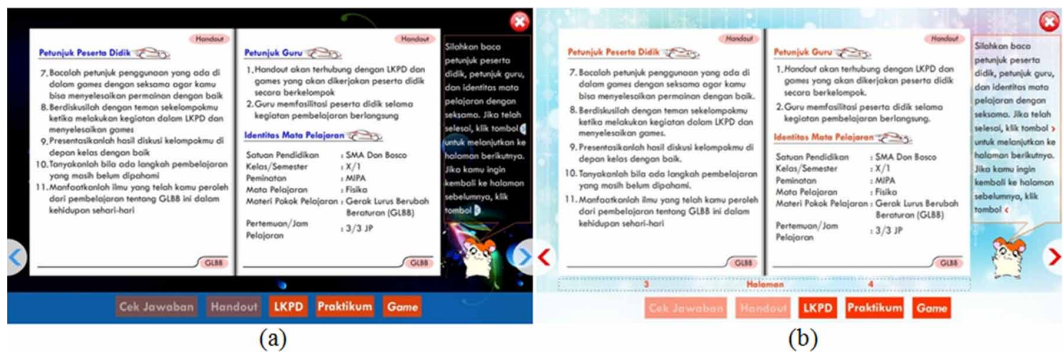 Handout
Petunjuk Peserta Didik
7. Bacalah petunjuk penggunaan yang ada di
dalam games dengan seksama agar kamu
bisa menyelesaikan permainan dengan baik
8. Berdiskusilah dengan teman sekelompokmu
ketika melakukan kegiatan dalam LKPD dan
menyelesaikan games
9. Presentasikanlah hasil diskusi kelompokmu di
depan kelas dengan baik
10. Tanyakanlah bila ada langkah pembelajaran
yang masih belum dipahami
11. Manfaatkanlah ilmu yang telah kamu peroleh
dari pembelajaran tentang GLBB ini dalam
kehidupan sehari-hari
GLBB
Handout
Petunjuk Guru
1. Handout akan terhubung dengan LKPD dan
games yang akan dikerjakan peserta didik
secara berkelompok
2. Guru memfasilitasi peserta didik selama
kegiatan pembelajaran berlangsung
Identitas Mata Pelajaran
Satuan Pendidikan : SMA Don Bosco
Kelas/Semester : X/1
Peminatan : MIPA
Mata Pelajaran : Fisika
Materi Pokok Pelajaran : Gerak Lurus Berubah
Beraturan (GLBB)
Pertemuan/Jam : 3/3 JP
Pelajaran
GLBB
Silahkan baca
petunjuk peserta
didik, petunjuk guru,
dan identitas mata
pelajaran dengan
seksama. Jika telah
selesai, klik tombol
untuk melanjutkan ke
halaman berikutnya.
Jika kamu ingin
kembali ke halaman
sebelumnya, klik
tombol
Cek Jawaban Handout LKPD Praktikum Game
(a)
Handout
Petunjuk Peserta Didik
7. Bacalah petunjuk penggunaan yang ada di
dalam games dengan seksama agar kamu
bisa menyelesaikan permainan dengan baik.
8. Berdiskusilah dengan teman sekelompokmu
ketika melakukan kegiatan dalam LKPD dan
menyelesaikan games.
9. Presentasikanlah hasil diskusi kelompokmu di
depan kelas dengan baik.
10. Tanyakanlah bila ada langkah pembelajaran
yang masih belum dipahami.
11. Manfaatkanlah ilmu yang telah kamu peroleh
dari pembelajaran tentang GLBB ini dalam
kehidupan sehari-hari
GLBB
Handout
Petunjuk Guru
1. Handout akan terhubung dengan LKPD dan
games yang akan dikerjakan peserta didik
secara berkelompok.
2. Guru memfasilitasi peserta didik selama
kegiatan pembelajaran berlangsung.
Identitas Mata Pelajaran
Satuan Pendidikan : SMA Don Bosco
Kelas/Semester : X/1
Peminatan : MIPA
Mata Pelajaran : Fisika
Materi Pokok Pelajaran : Gerak Lurus Berubah
Beraturan (GLBB)
Pertemuan/Jam : 3/3 JP
Pelajaran
GLBB
Silahkan baca
petunjuk peserta
didik, petunjuk guru,
dan identitas mata
pelajaran dengan
seksama. Jika telah
selesai, klik tombol >
untuk melanjutkan ke
halaman berikutnya.
Jika kamu ingin
kembali ke halaman
sebelumnya, klik
tombol <
3 Halaman 4
Cek Jawaban Handout LKPD Praktikum Game
(b)